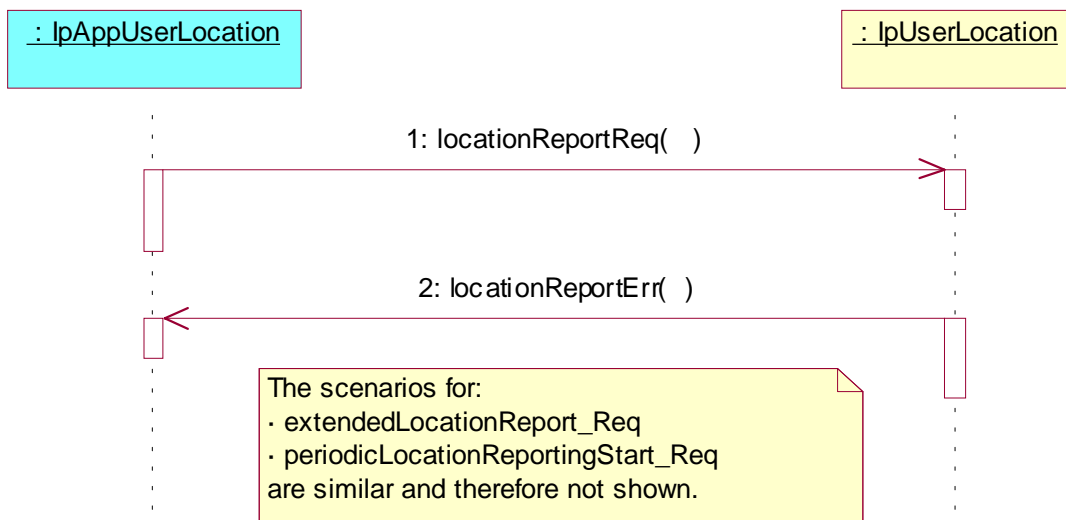 : IpAppUserLocation
: IpUserLocation
1: locationReportReq( )
2: locationReportErr( )
The scenarios for:
· extendedLocationReport_Req
· periodicLocationReportingStart_Req
are similar and therefore not shown.